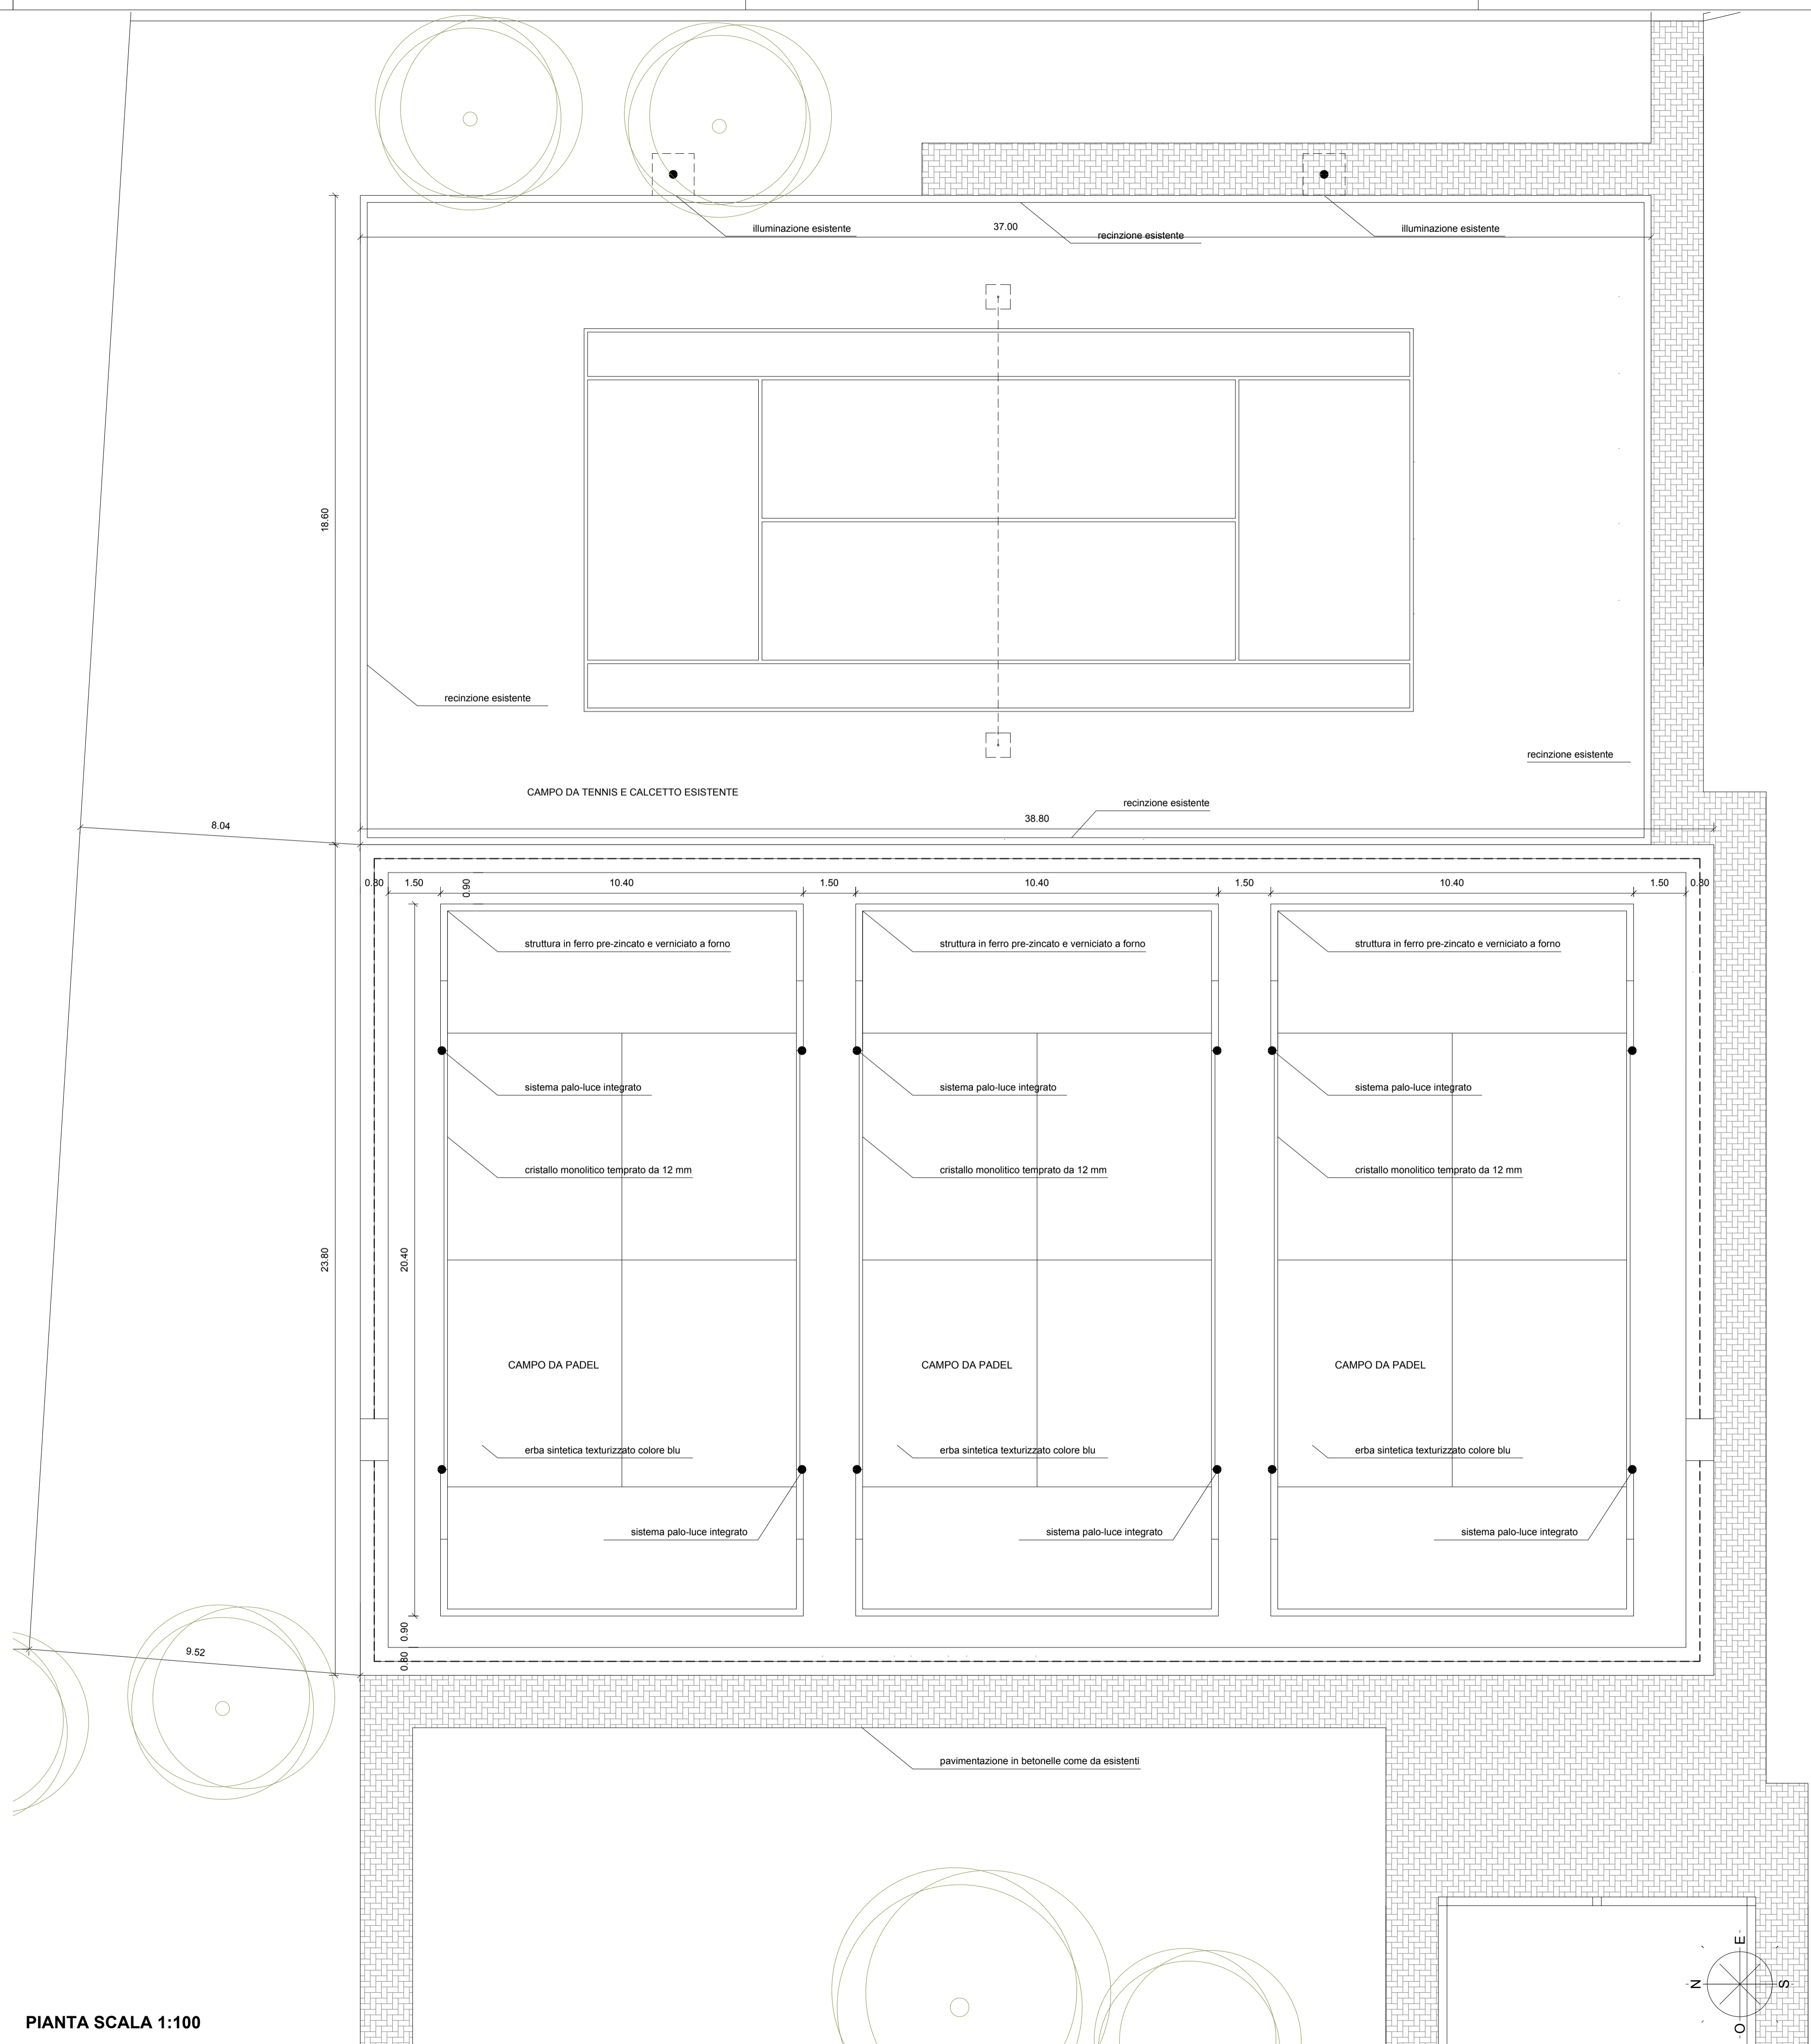 illuminazione esistente
37.00
recinzione esistente
illuminazione esistente
18.60
recinzione esistente
recinzione esistente
CAMPO DA TENNIS E CALCETTO ESISTENTE
recinzione esistente
8.04
38.80
0.80
1.50
0.90
10.40
1.50
10.40
1.50
10.40
1.50
0.80
struttura in ferro pre-zincato e verniciato a forno
struttura in ferro pre-zincato e verniciato a forno
struttura in ferro pre-zincato e verniciato a forno
sistema palo-luce integrato
sistema palo-luce integrato
sistema palo-luce integrato
cristallo monolitico temprato da 12 mm
cristallo monolitico temprato da 12 mm
cristallo monolitico temprato da 12 mm
23.80
20.40
CAMPO DA PADEL
CAMPO DA PADEL
CAMPO DA PADEL
erba sintetica texturizzato colore blu
erba sintetica texturizzato colore blu
erba sintetica texturizzato colore blu
sistema palo-luce integrato
sistema palo-luce integrato
sistema palo-luce integrato
0.90
9.52
0.80
pavimentazione in betonelle come da esistenti
E
N
S
O
PIANTA SCALA 1:100